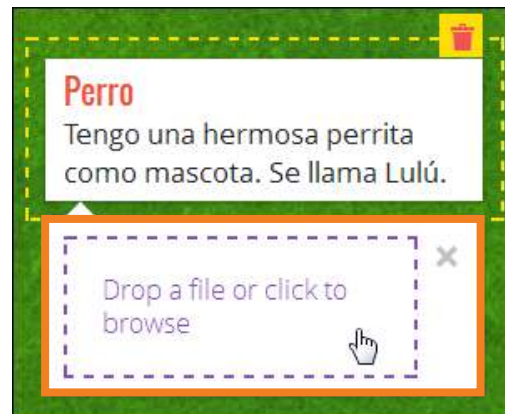 Perro
Tengo una hermosa perrita
como mascota. Se llama Lulú.
Drop a file or click to
browse